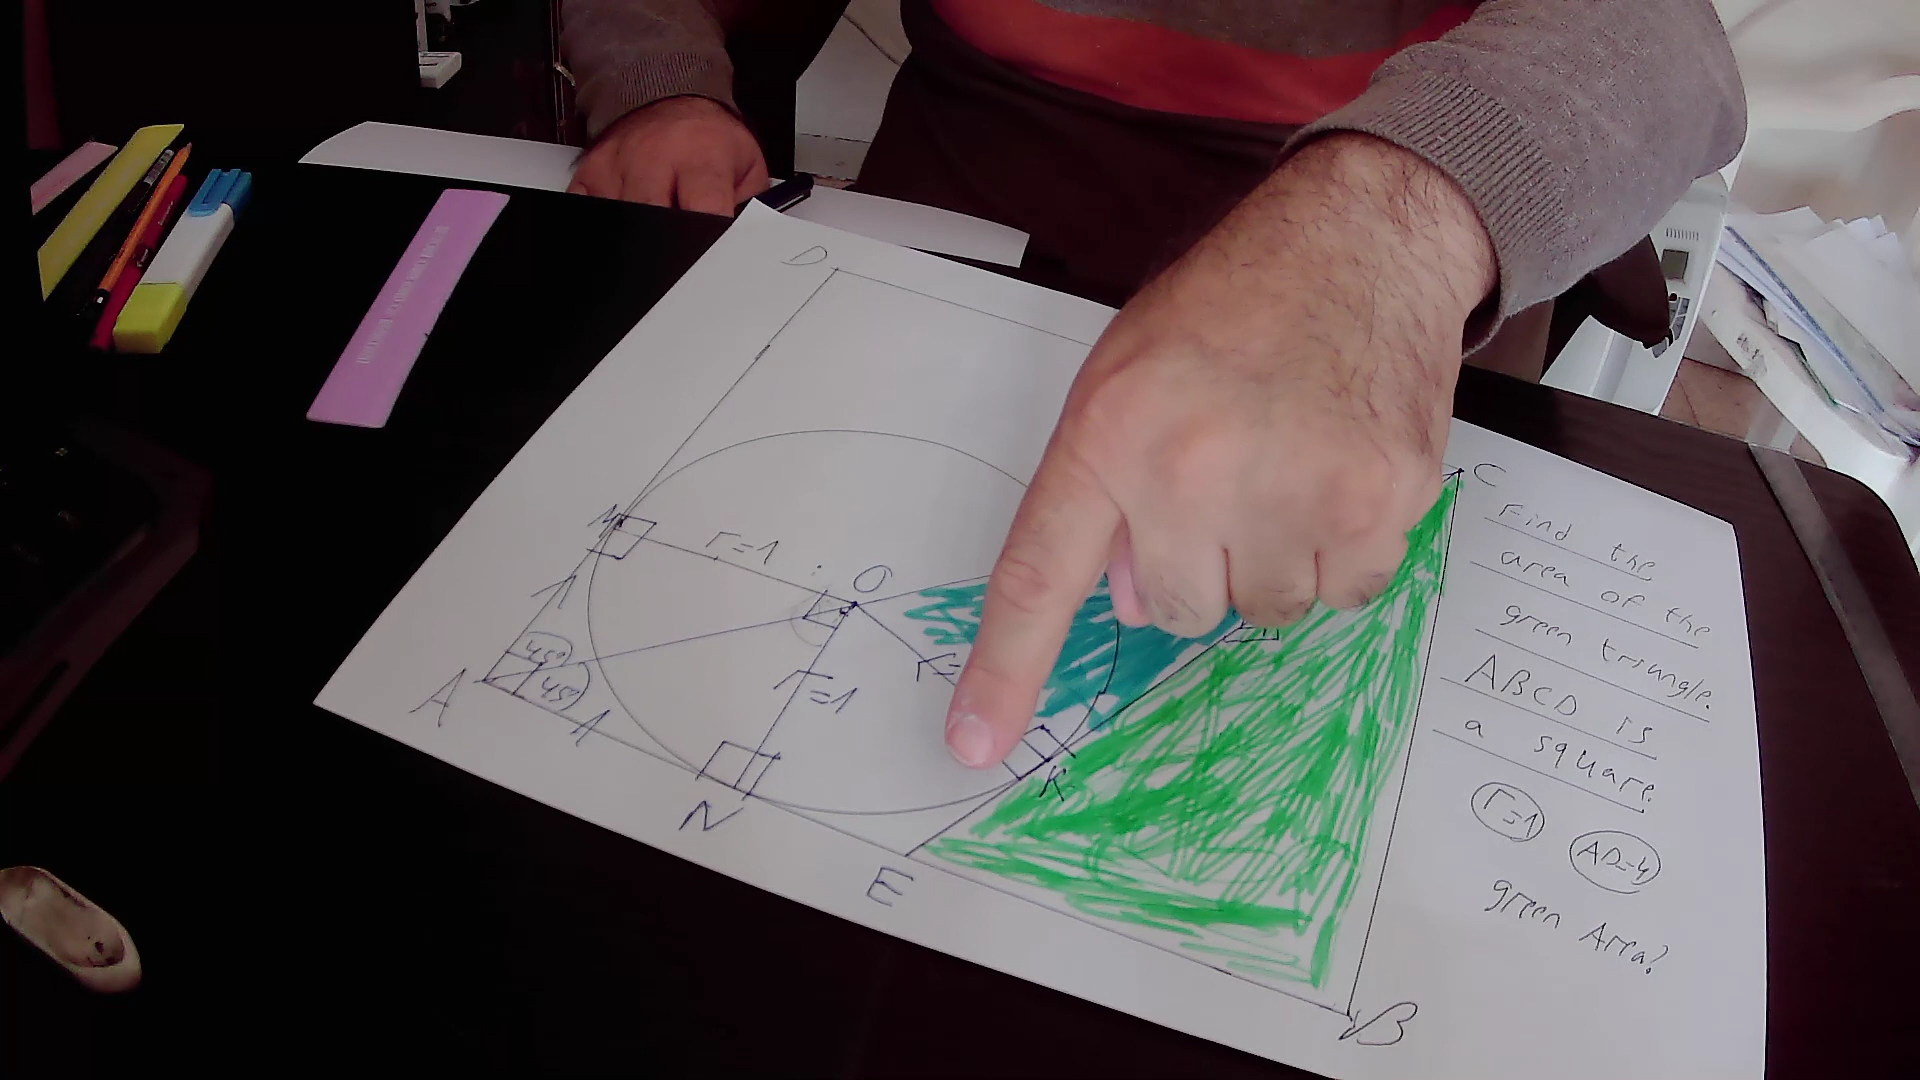 D
C
M
r=1
O
1
r=
45°
r=1
A
45°
1
K
N
E
B
Find the
area of the
green triangle.
ABCD is
a square.
r=1
AD=4
green Area?